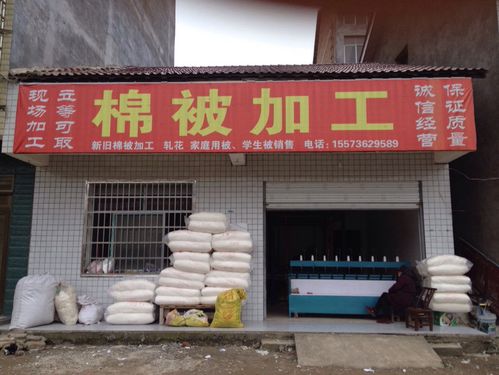 现场加工
立等可取
棉被加工
新旧棉被加工 轧花 家庭用被、学生被销售 电话：15573629589
诚信经营
保证质量